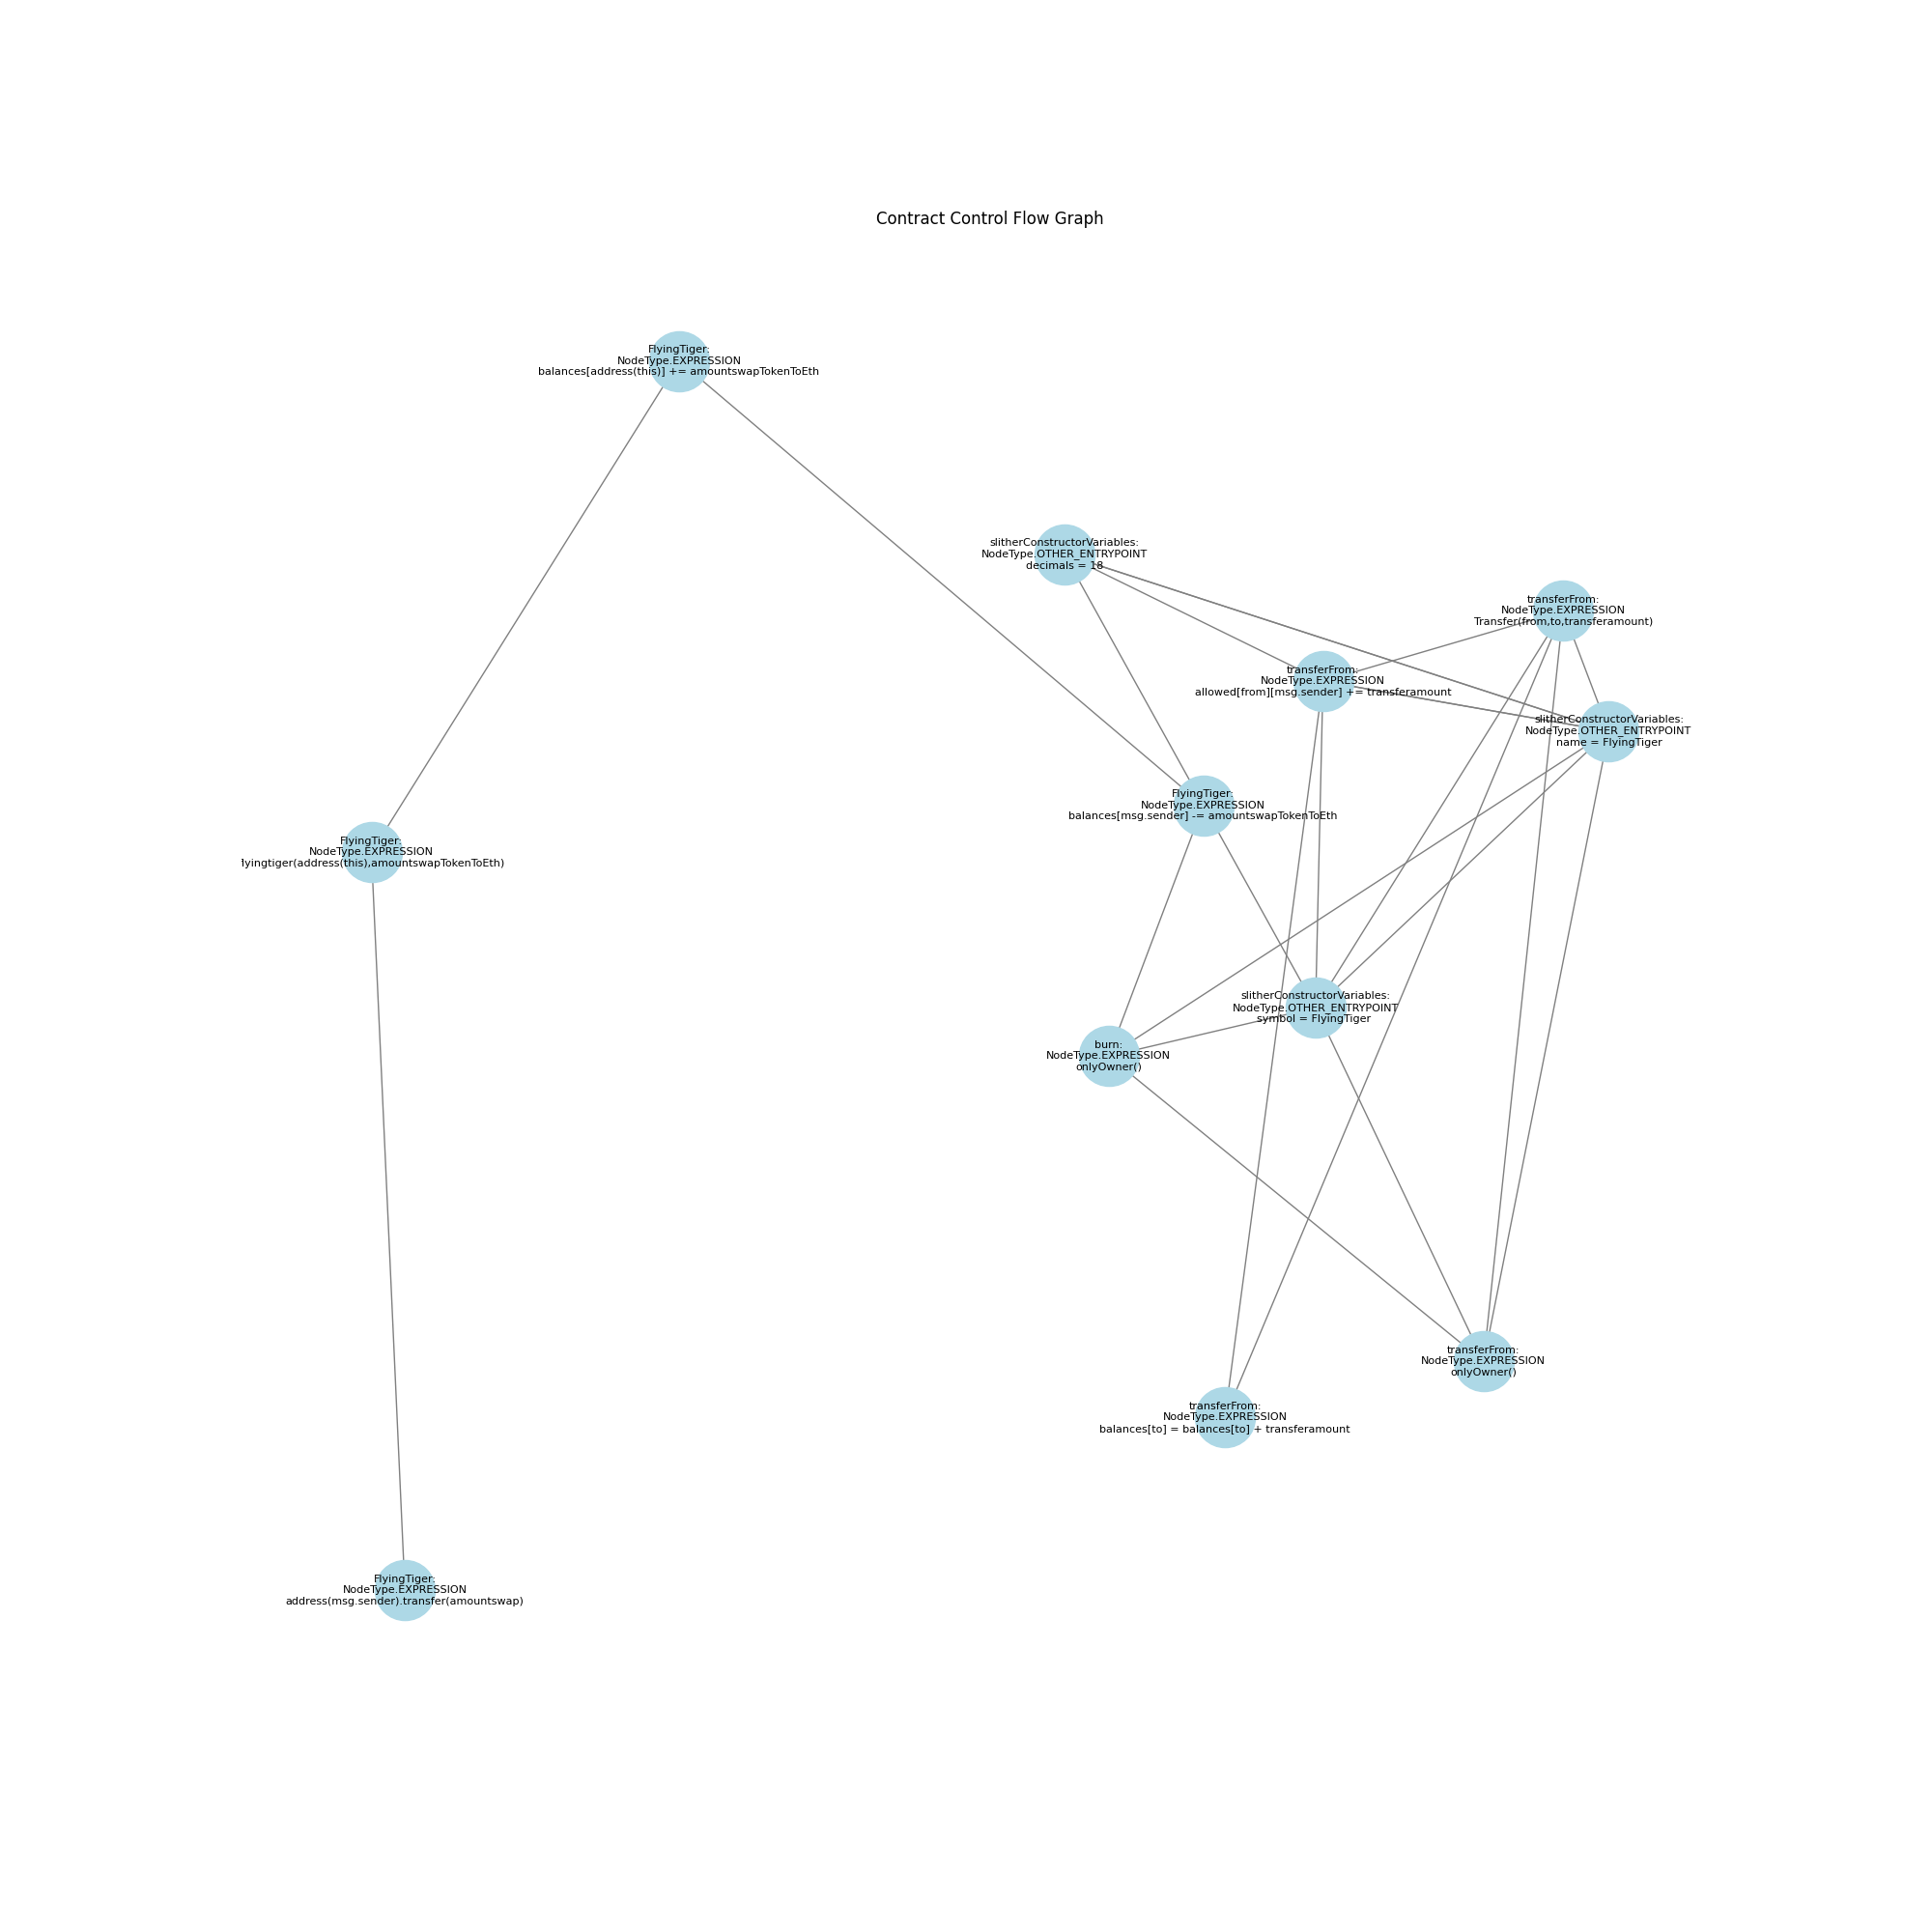 Contract Control Flow Graph
FlyingTiger:
NodeType.EXPRESSION
balances[address(this)] += amountswapTokenToEth
slitherConstructorVariables:
NodeType.OTHER_ENTRYPOINT
decimals = 18
transferFrom:
NodeType.EXPRESSION
Transfer(from,to,transferamount)
transferFrom:
NodeType.EXPRESSION
allowed[from][msg.sender] += transferamount
slitherConstructorVariables:
NodeType.OTHER_ENTRYPOINT
name = FlyingTiger
FlyingTiger:
NodeType.EXPRESSION
balances[msg.sender] -= amountswapTokenToEth
FlyingTiger:
NodeType.EXPRESSION
lyingtiger(address(this),amountswapTokenToEth)
slitherConstructorVariables:
NodeType.OTHER_ENTRYPOINT
symbol = FlyingTiger
burn:
NodeType.EXPRESSION
onlyOwner()
transferFrom:
NodeType.EXPRESSION
onlyOwner()
transferFrom:
NodeType.EXPRESSION
balances[to] = balances[to] + transferamount
FlyingTiger:
NodeType.EXPRESSION
address(msg.sender).transfer(amountswap)